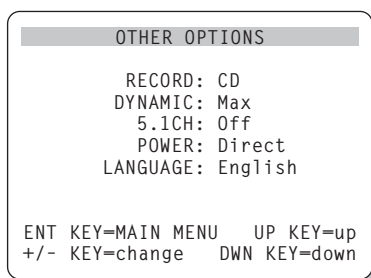 OTHER OPTIONS
RECORD: CD
DYNAMIC: Max
5.1CH: Off
POWER: Direct
LANGUAGE: English
ENT KEY=MAIN MENU UP KEY=up
+/- KEY=change DWN KEY=down